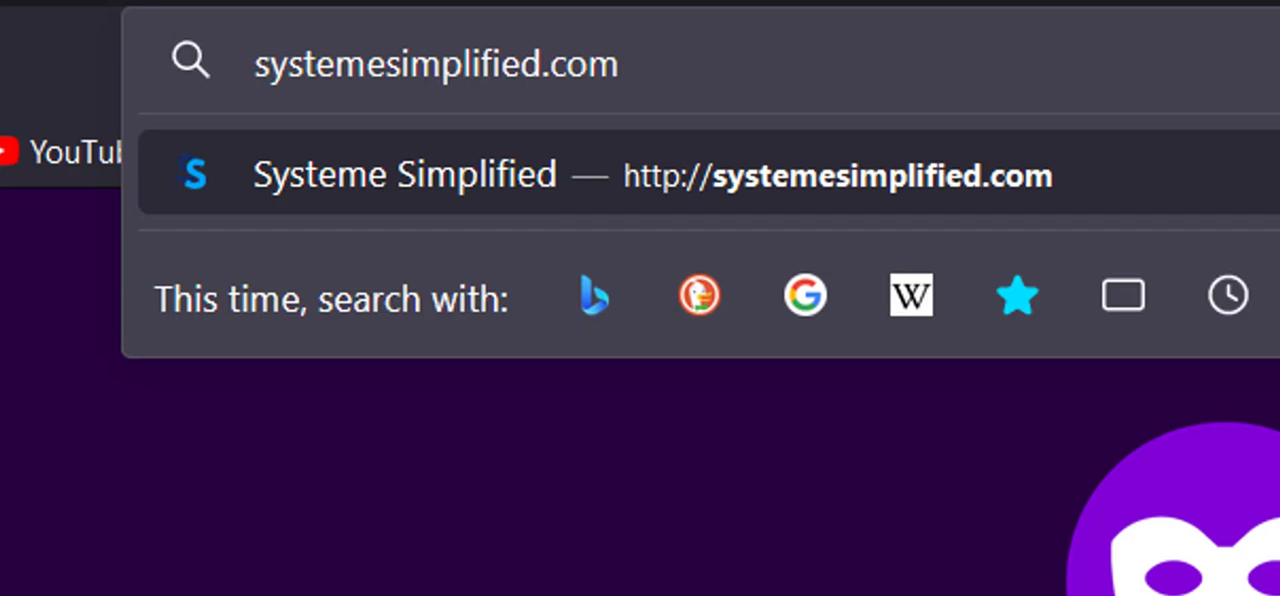 systemesimplified.com
YouTub
Systeme Simplified — http://systemesimplified.com
This time, search with: